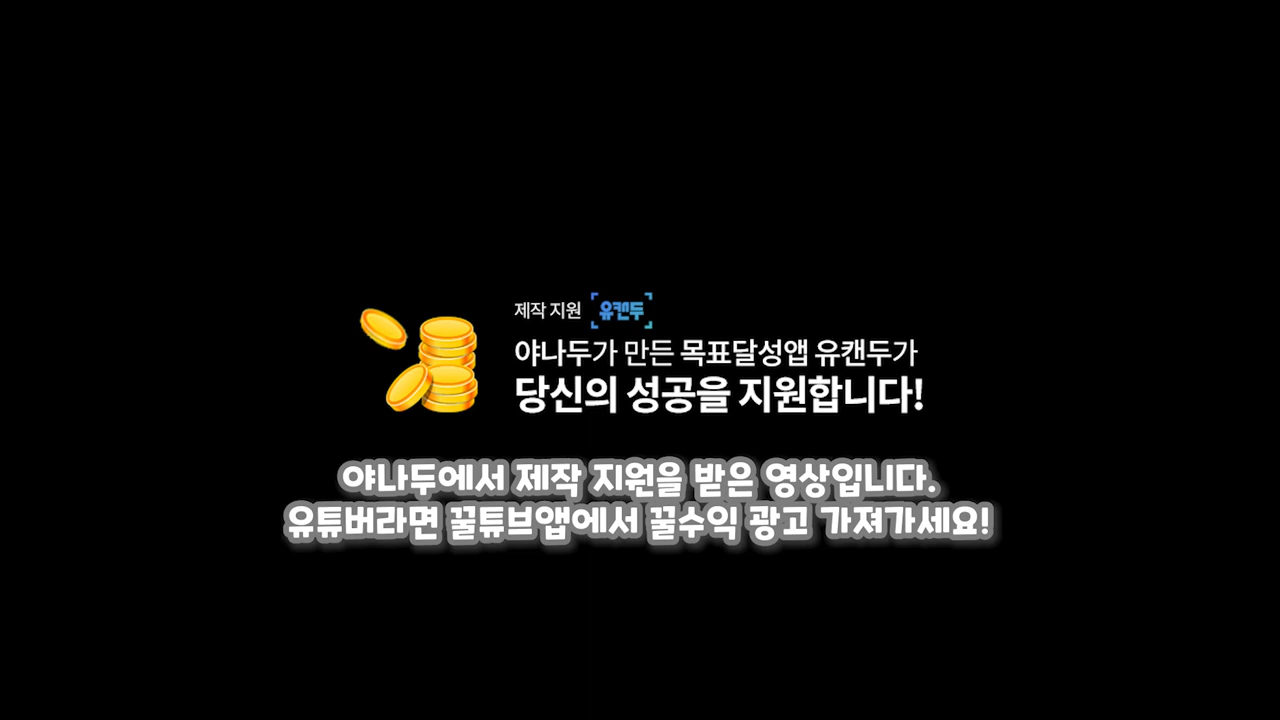 제작 지원 유캔두
야나두가 만든 목표달성앱 유캔두가
당신의 성공을 지원합니다!
야나두에서 제작 지원을 받은 영상입니다.
유튜버라면 꿀튜브앱에서 꿀수익 광고 가져가세요!